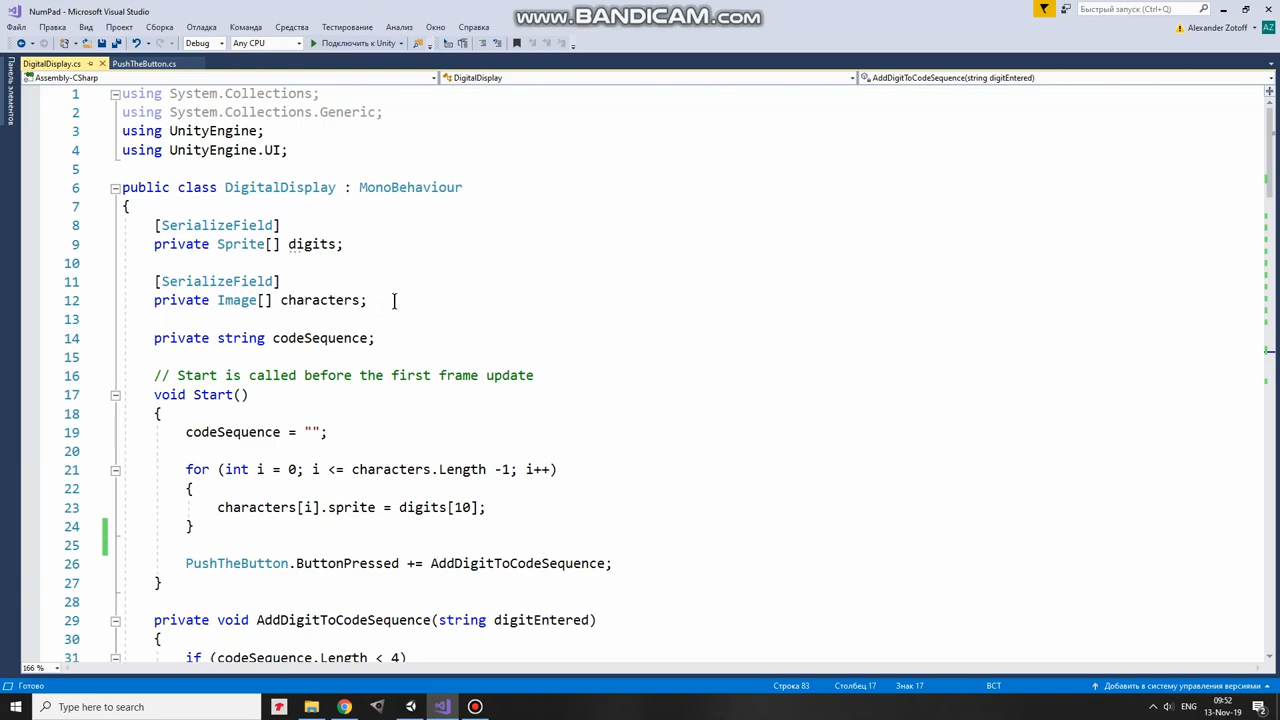 NumPad - Microsoft Visual Studio
www.BANDICAM.com
Быстрый запуск (Ctrl+Q)
Файл Правка Вид Проект Сборка Отладка Команда Средства Тестирование Анализ Окно Справка
Alexander Zotoff AZ
Debug Any CPU Подключить к Unity
DigitalDisplay.cs PushTheButton.cs
Assembly-CSharp DigitalDisplay AddDigitToCodeSequence(string digitEntered)
Панель элементов
1 using System.Collections;
2 using System.Collections.Generic;
3 using UnityEngine;
4 using UnityEngine.UI;
5
6 public class DigitalDisplay : MonoBehaviour
7 {
8 [SerializeField]
9 private Sprite[] digits;
10
11 [SerializeField]
12 private Image[] characters;
13
14 private string codeSequence;
15
16 // Start is called before the first frame update
17 void Start()
18 {
19 codeSequence = "";
20
21 for (int i = 0; i <= characters.Length -1; i++)
22 {
23 characters[i].sprite = digits[10];
24 }
25
26 PushTheButton.ButtonPressed += AddDigitToCodeSequence;
27 }
28
29 private void AddDigitToCodeSequence(string digitEntered)
30 {
31 if (codeSequence.Length < 4)
166 %
Готово Строка 83 Столбец 17 Знак 17 ВСТ Добавить в систему управления версиями
Type here to search
09:52
13-Nov-19
2